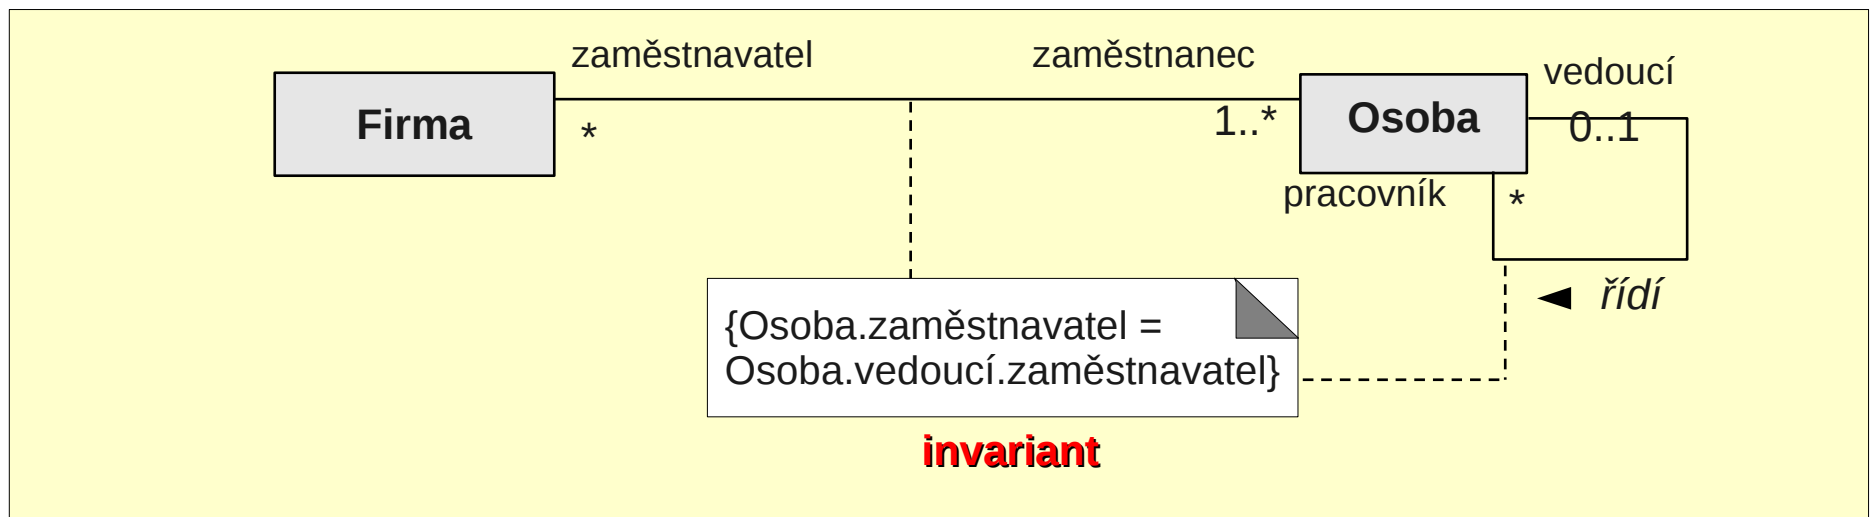 zaměstnavatel
zaměstnanec
vedoucí
Firma
*
1..*
Osoba
0..1
pracovník
*
řídí
{Osoba.zaměstnavatel =
Osoba.vedoucí.zaměstnavatel}
invariant